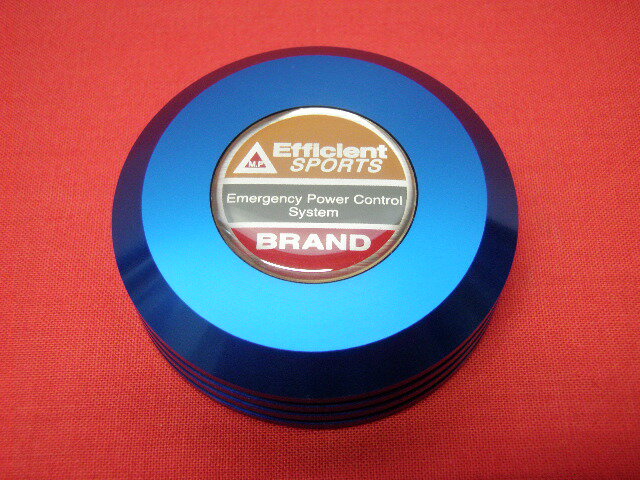 M.P.
Efficient
SPORTS
Emergency Power Control
System
BRAND